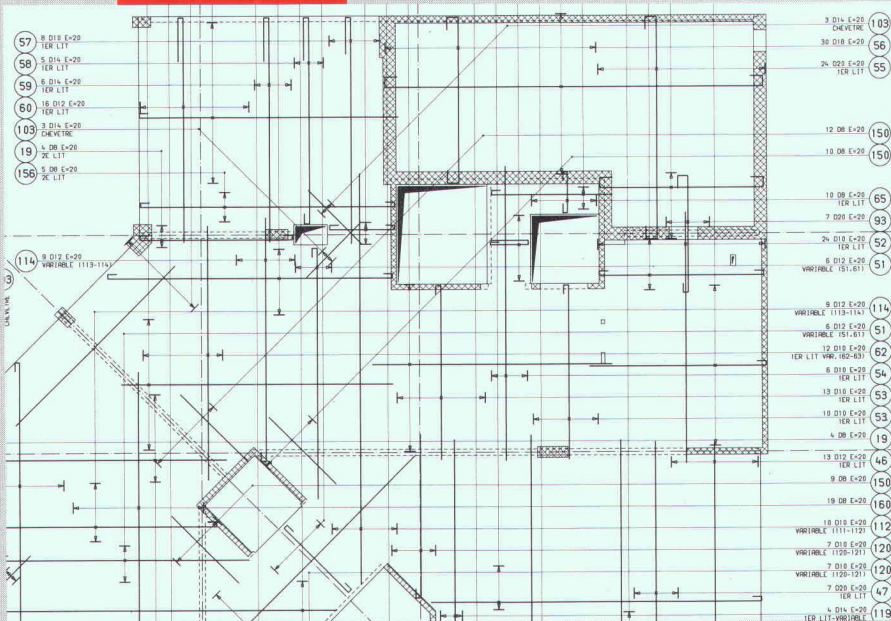 57 8 D10 E=20
1ER LIT
58 5 D14 E=20
1ER LIT
59 6 D14 E=20
1ER LIT
60 16 D12 E=20
1ER LIT
103 3 D14 E=20
CHEVETRE
19 4 D8 E=20
2E LIT
156 5 D8 E=20
2E LIT
114 9 D12 E=20
VARIABLE (113-114)
3
3 D14 E=20 103
CHEVETRE
30 D18 E=20 56
24 D20 E=20 55
1ER LIT
12 D8 E=20 150
10 D8 E=20 150
10 D8 E=20 65
1ER LIT
7 D20 E=20 93
24 D10 E=20 52
1ER LIT
6 D12 E=20 51
VARIABLE (51.61)
9 D12 E=20 114
VARIABLE (113-114)
6 D12 E=20 51
VARIABLE (51.61)
12 D10 E=20 62
1ER LIT VAR.(62-63)
6 D10 E=20 54
1ER LIT
13 D10 E=20 53
1ER LIT
10 D10 E=20 53
1ER LIT
4 D8 E=20 19
13 D12 E=20 46
1ER LIT
9 D8 E=20 150
19 D8 E=20 160
10 D10 E=20 112
VARIABLE (111-112)
7 D10 E=20 120
VARIABLE (120-121)
7 D10 E=20 120
VARIABLE (120-121)
7 D20 E=20 47
1ER LIT
4 D14 E=20 119
1ER LIT-VARIABLE